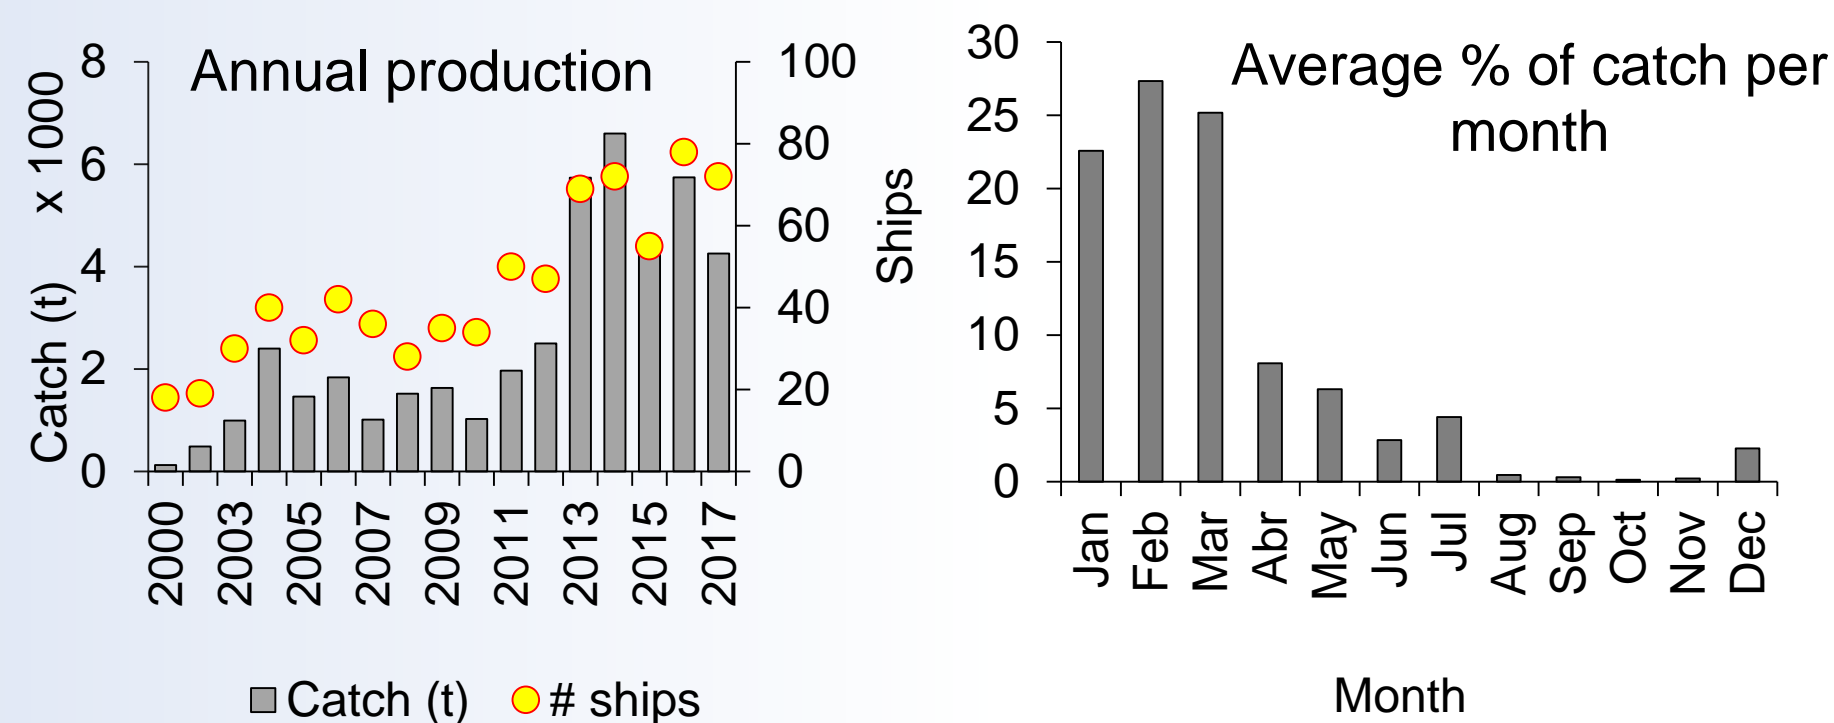 Annual production
Catch (t) x 1000
8
6
4
2
0
100
80
60
40
20
0
Ships
2000
2003
2005
2007
2009
2011
2013
2015
2017
Catch (t)
# ships
Average % of catch per
month
30
25
20
15
10
5
0
Jan
Feb
Mar
Abr
May
Jun
Jul
Aug
Sep
Oct
Nov
Dec
Month